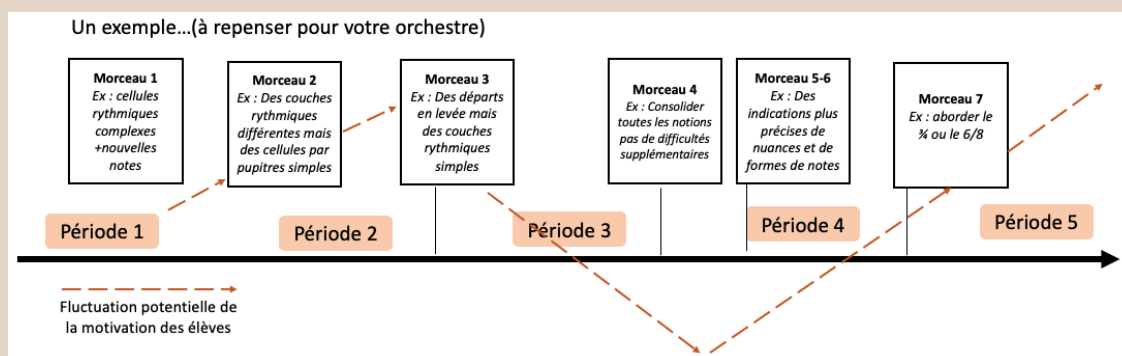 Un exemple...(à repenser pour votre orchestre)
Morceau 1
Ex : cellules
rythmiques
complexes
+nouvelles
notes
Morceau 2
Ex : Des couches
rythmiques
différentes mais
des cellules par
pupitres simples
Morceau 3
Ex : Des départs
en levée mais
des couches
rythmiques
simples
Morceau 4
Ex : Consolider
toutes les notions
pas de difficultés
supplémentaires
Morceau 5-6
Ex : Des
indications plus
précises de
nuances et de
formes de notes
Morceau 7
Ex : aborder le
¾ ou le 6/8
Période 1
Période 2
Période 3
Période 4
Période 5
Fluctuation potentielle de
la motivation des élèves